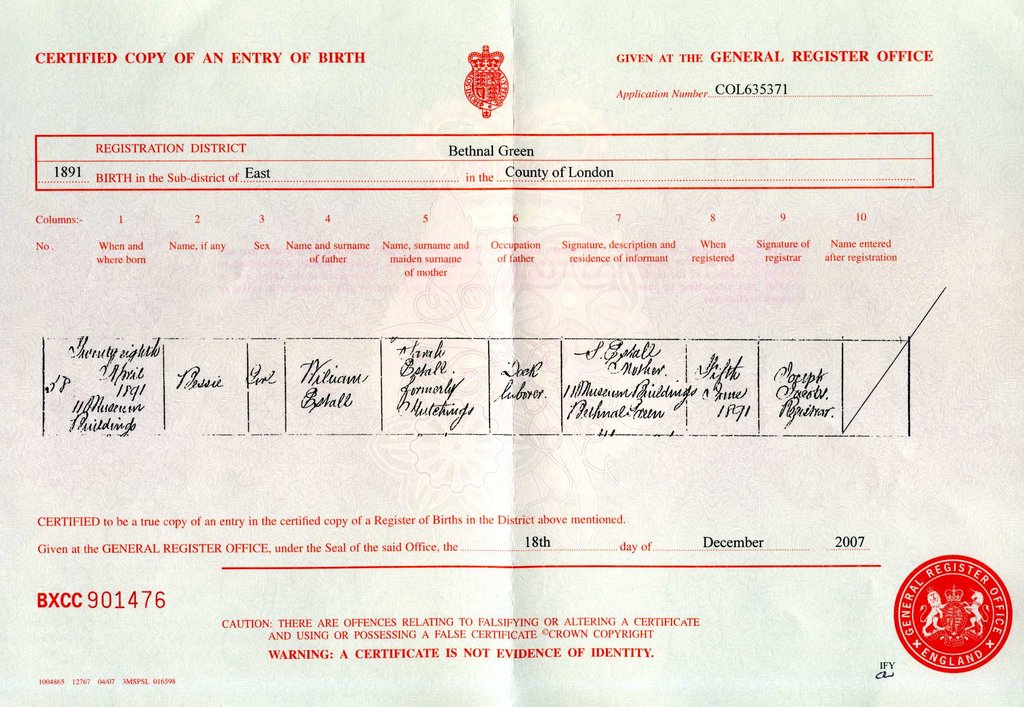 CERTIFIED COPY OF AN ENTRY OF BIRTH
GIVEN AT THE GENERAL REGISTER OFFICE
Application Number COL635371
REGISTRATION DISTRICT Bethnal Green
1891 BIRTH in the Sub-district of East in the County of London
Columns:- 1 2 3 4 5 6 7 8 9 10
No. When and Name, if any Sex Name and surname Name, surname and Occupation Signature, description and When Signature of Name entered
where born of father maiden surname of father residence of informant registered registrar after registration
of mother
Twenty eighth
April
1891
11 Museum
Buildings
Bessie
Girl
William
Estall
Sarah
Estall
formerly
Hutchings
Dock
laborer.
S. Estall
Mother.
11 Museum Buildings
Bethnal Green
Fifth
June
1891
Joseph
Jacobs
Registrar.
CERTIFIED to be a true copy of an entry in the certified copy of a Register of Births in the District above mentioned.
Given at the GENERAL REGISTER OFFICE, under the Seal of the said Office, the 18th day of December 2007
BXCC 901476
CAUTION: THERE ARE OFFENCES RELATING TO FALSIFYING OR ALTERING A CERTIFICATE
AND USING OR POSSESSING A FALSE CERTIFICATE ©CROWN COPYRIGHT
WARNING: A CERTIFICATE IS NOT EVIDENCE OF IDENTITY.
GENERAL REGISTER OFFICE
ENGLAND
IFY
1004865 12767 04/07 3MSPSL 016598